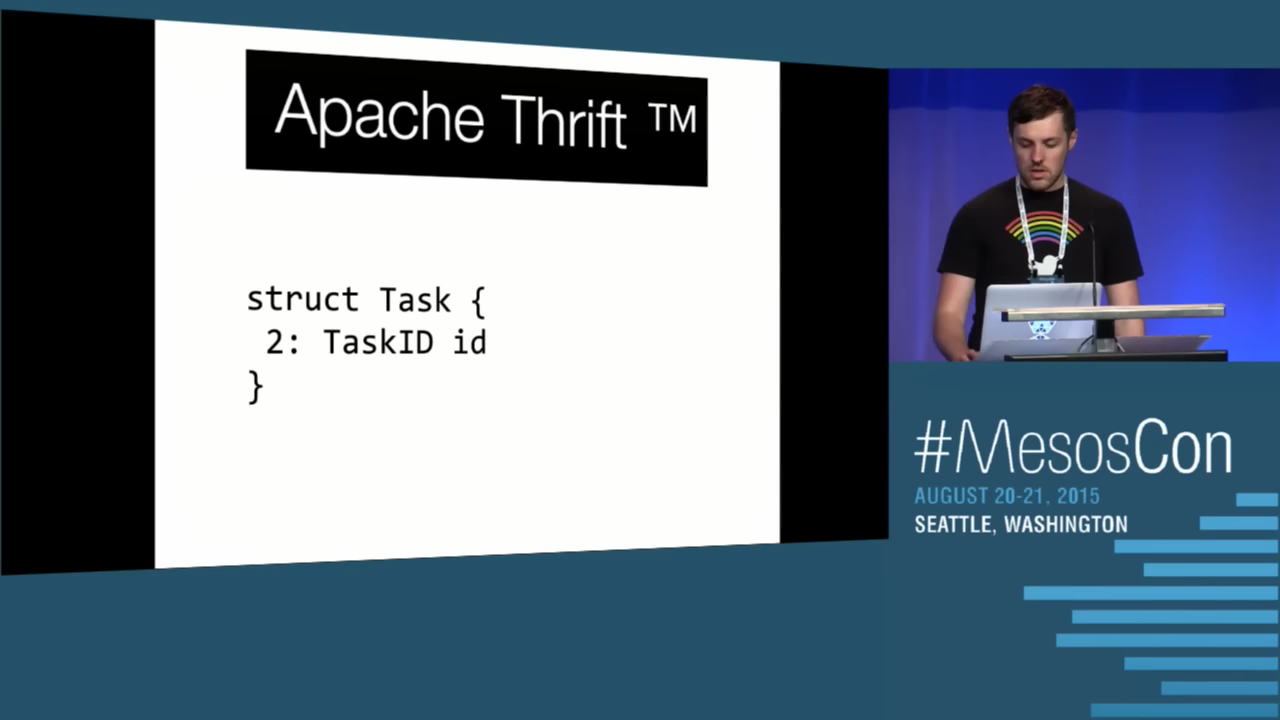 Apache Thrift ™
struct Task {
2: TaskID id
}
#MesosCon
AUGUST 20-21, 2015
SEATTLE, WASHINGTON